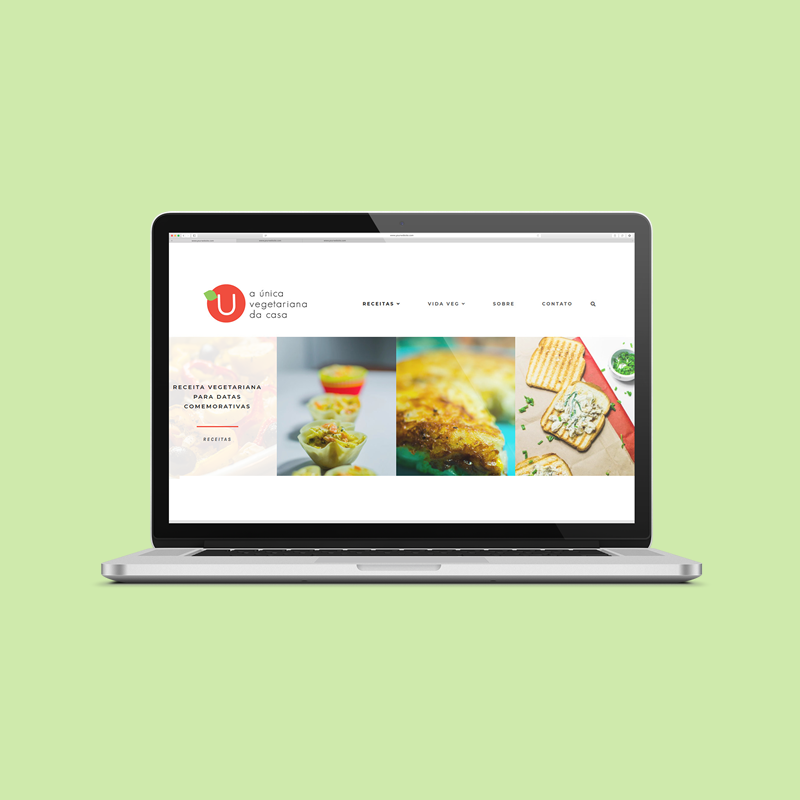 U
a única
vegetariana
da casa
RECEITAS
VIDA VEG
SOBRE
CONTATO
RECEITA VEGETARIANA
PARA DATAS
COMEMORATIVAS
RECEITAS